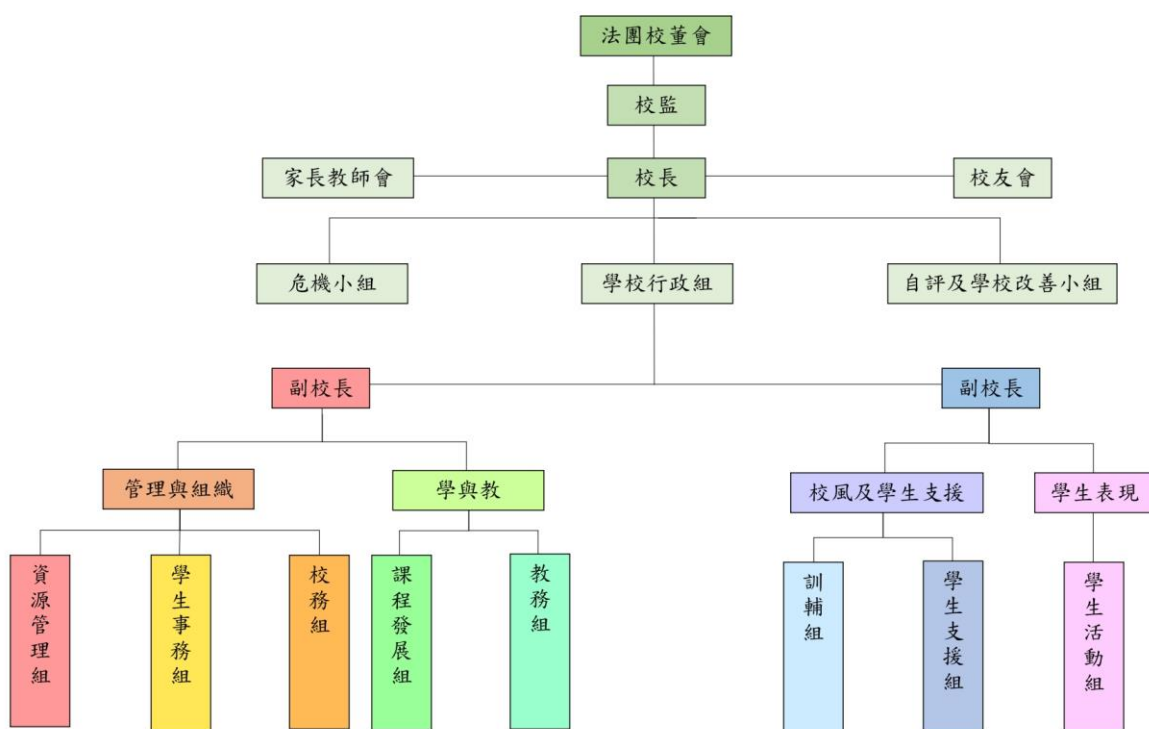 法團校董會
校監
家長教師會
校長
校友會
危機小組
學校行政組
自評及學校改善小組
副校長
副校長
管理與組織
學與教
校風及學生支援
學生表現
資源管理組
學生事務組
校務組
課程發展組
教務組
訓輔組
學生支援組
學生活動組